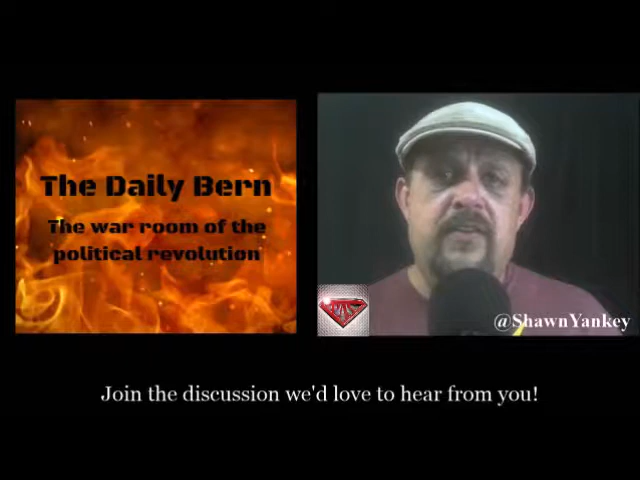 The Daily Bern
The war room of the
political revolution
@ShawnYankey
Join the discussion we'd love to hear from you!